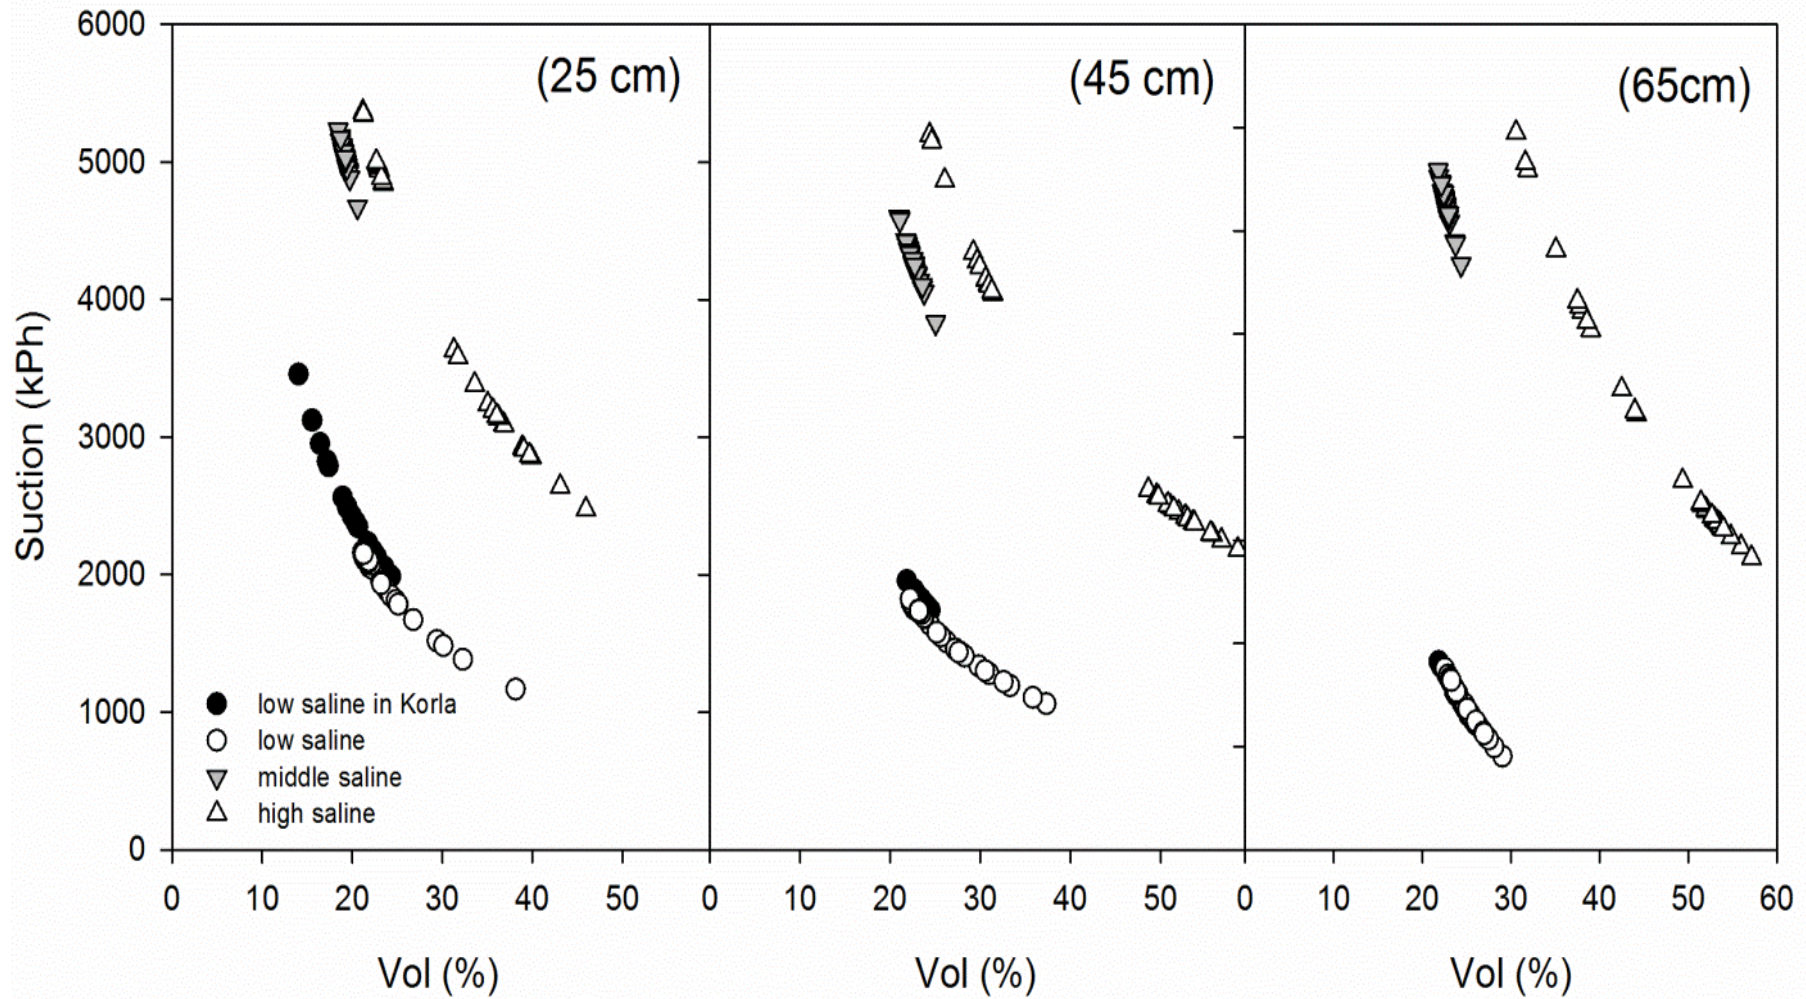 6000
5000
4000
3000
2000
1000
0
Suction (kPh)
(25 cm)
(45 cm)
(65cm)
low saline in Korla
low saline
middle saline
high saline
0 10 20 30 40 50 0 10 20 30 40 50 0 10 20 30 40 50 60
Vol (%) Vol (%) Vol (%)